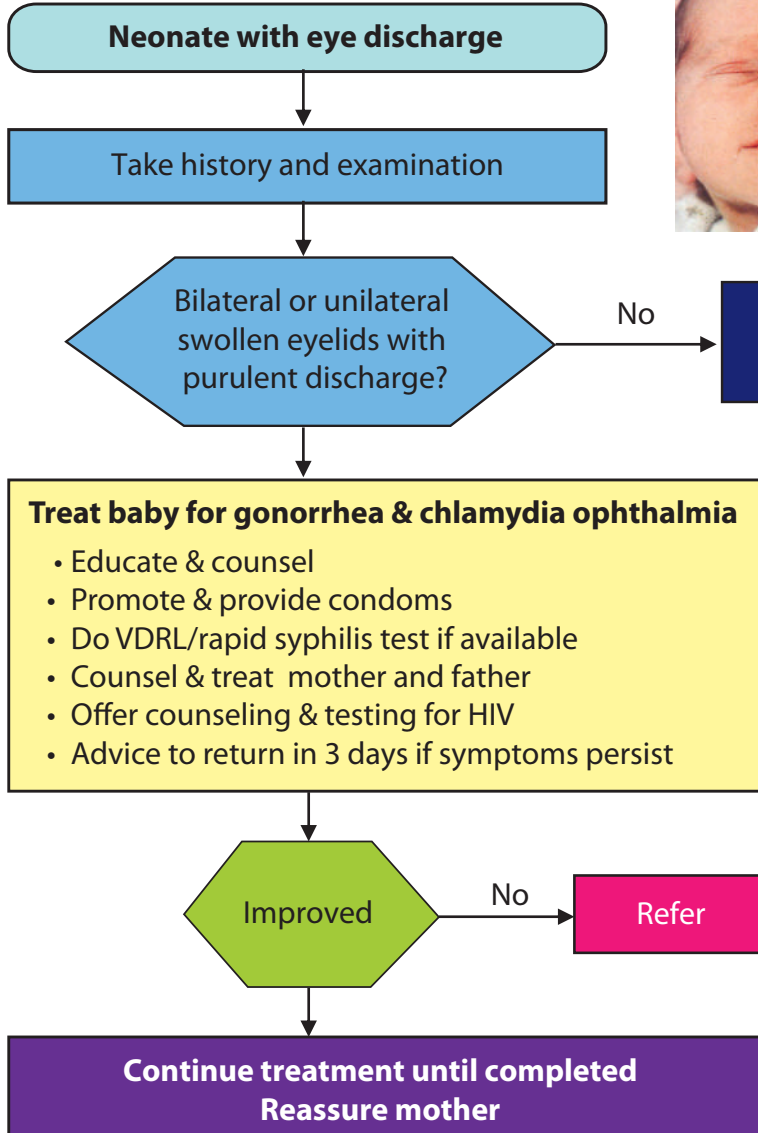 Neonate with eye discharge
Take history and examination
Bilateral or unilateral
swollen eyelids with
purulent discharge?
No
Treat baby for gonorrhea & chlamydia ophthalmia
• Educate & counsel
• Promote & provide condoms
• Do VDRL/rapid syphilis test if available
• Counsel & treat mother and father
• Offer counseling & testing for HIV
• Advice to return in 3 days if symptoms persist
Improved
No
Refer
Continue treatment until completed
Reassure mother